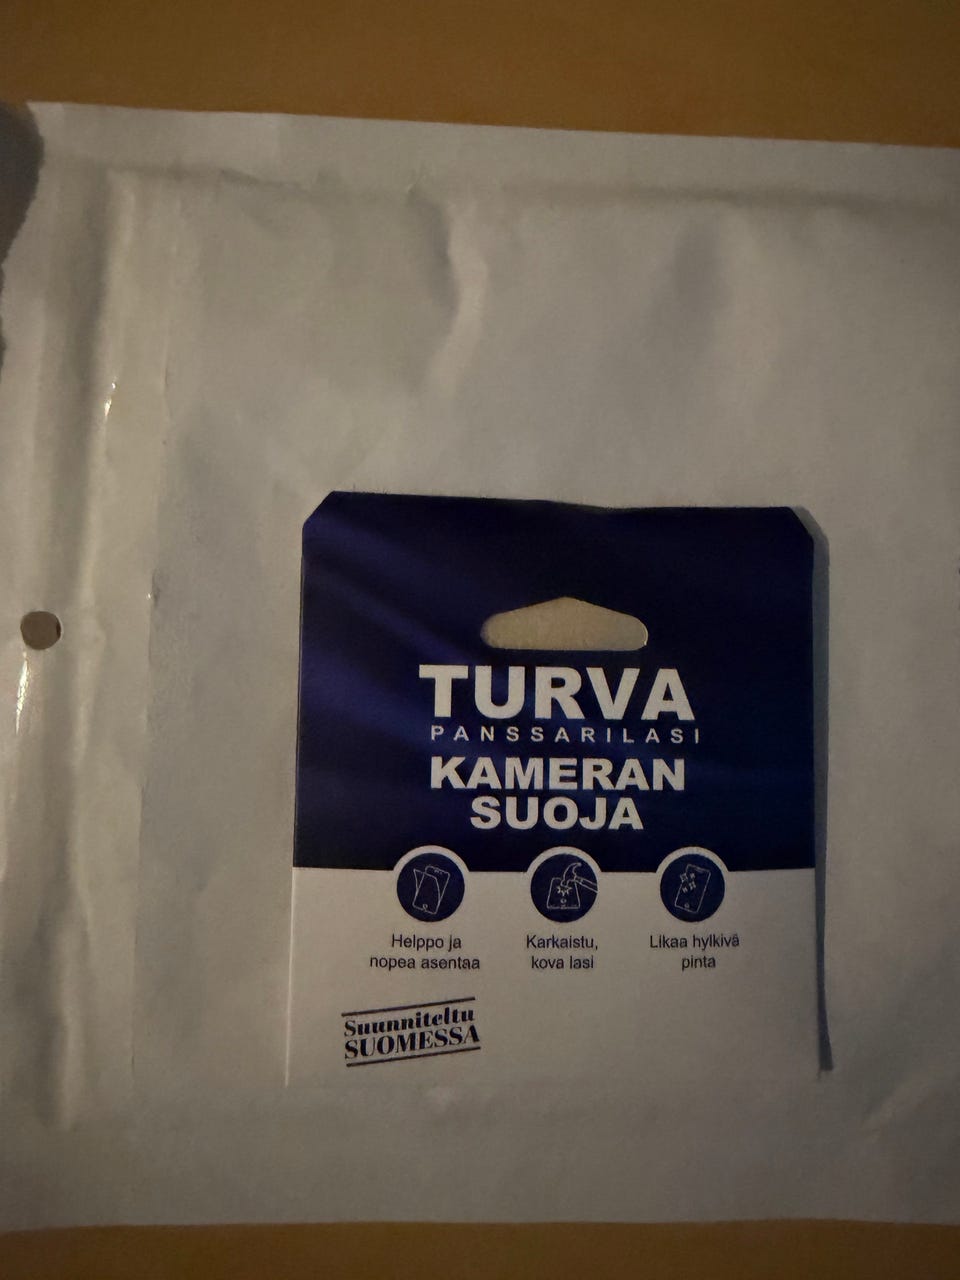 TURVA
PANSSARILASI
KAMERAN
SUOJA
Helppo ja
nopea asentaa
Karkaistu,
kova lasi
Likaa hylkivä
pinta
Suunniteltu
SUOMESSA